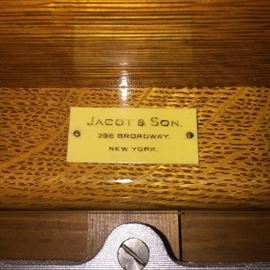 JACOT & SON.
298 BROADWAY.
NEW YORK.